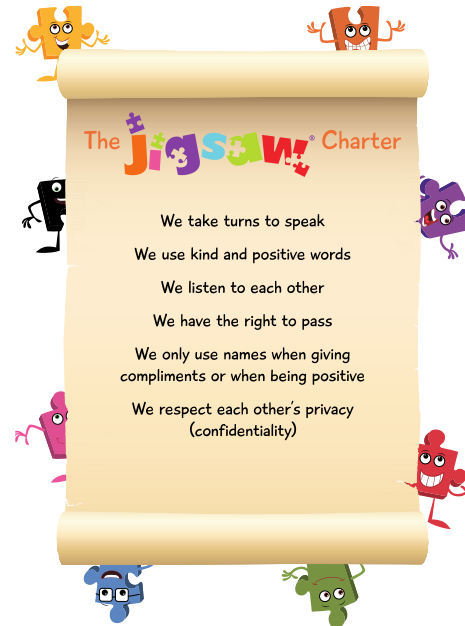 The Jigsaw® Charter
We take turns to speak
We use kind and positive words
We listen to each other
We have the right to pass
We only use names when giving
compliments or when being positive
We respect each other's privacy
(confidentiality)